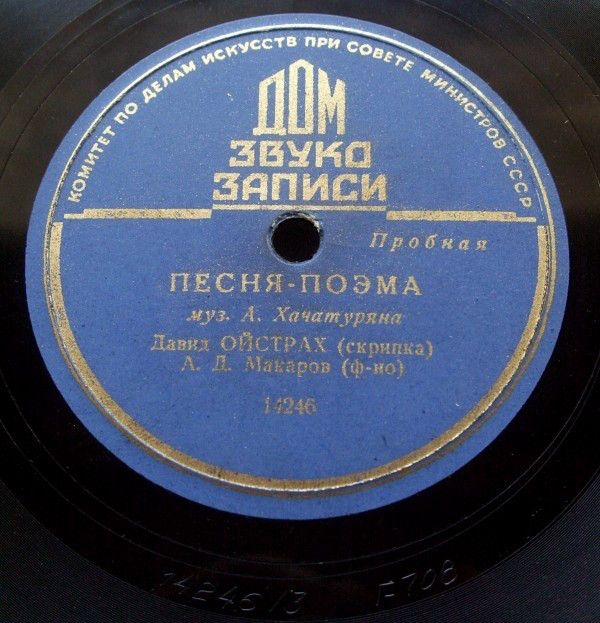 КОМИТЕТ ПО ДЕЛАМ ИСКУССТВ ПРИ СОВЕТЕ МИНИСТРОВ СССР
ДОМ
ЗВУКО
ЗАПИСИ
Пробная
ПЕСНЯ-ПОЭМА
муз. А. Хачатуряна
Давид ОЙСТРАХ (скрипка)
А. Д. Макаров (ф-но)
14246
14246/3 F708